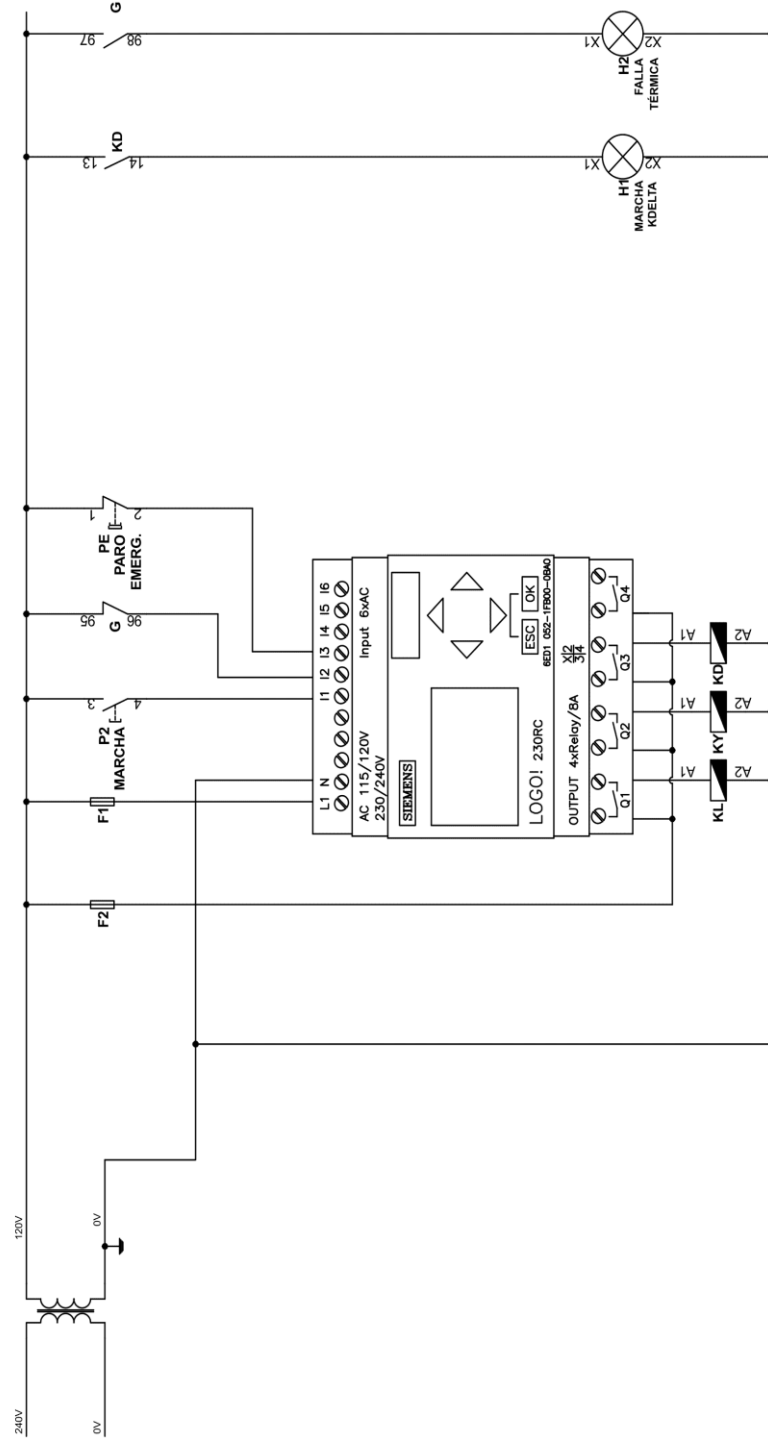 240V
0V
120V
0V
F2
F1
P2
MARCHA
3
4
G
95
96
PE
PARO
EMERG.
1
2
KD
13
14
G
97
98
L1 N I1 I2 I3 I4 I5 I6
AC 115/120V
230/240V
Input 6xAC
SIEMENS
ESC
OK
LOGO! 230RC
6ED1 052-1FB00-0BA0
OUTPUT 4xRelay/8A
X 2
3 4
Q1
Q2
Q3
Q4
KL
A1
A2
KY
A1
A2
KD
A1
A2
H1
MARCHA
KDELTA
X1
X2
H2
FALLA
TÉRMICA
X1
X2